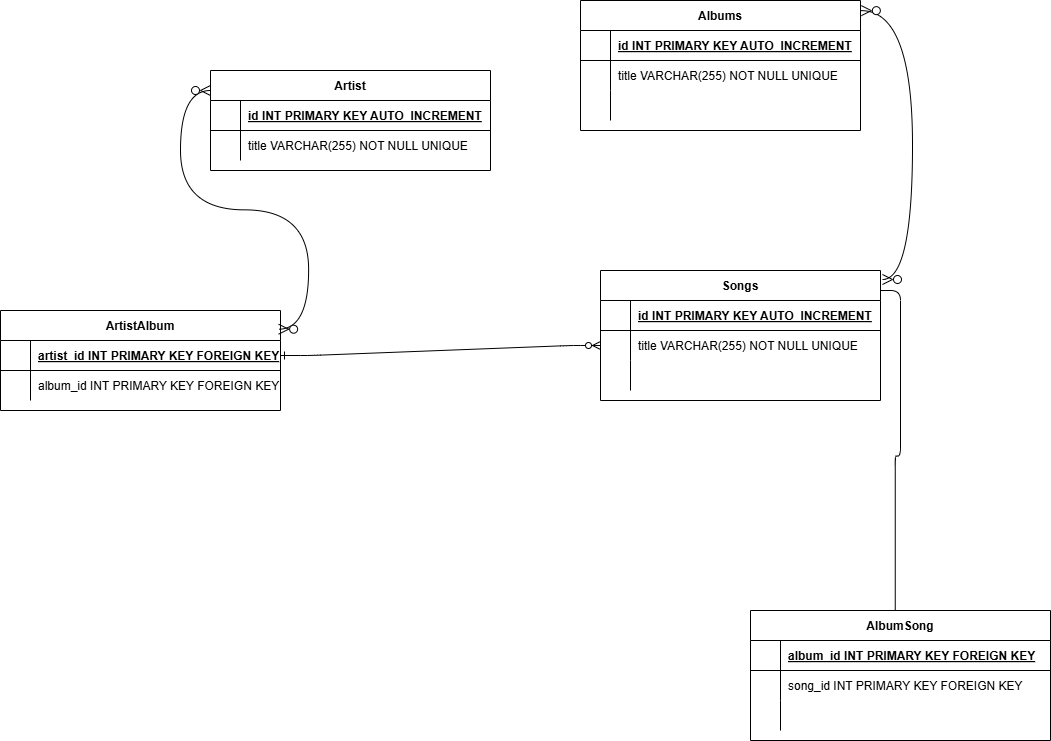 Albums
id INT PRIMARY KEY AUTO_INCREMENT
title VARCHAR(255) NOT NULL UNIQUE
Artist
id INT PRIMARY KEY AUTO_INCREMENT
title VARCHAR(255) NOT NULL UNIQUE
Songs
id INT PRIMARY KEY AUTO_INCREMENT
title VARCHAR(255) NOT NULL UNIQUE
ArtistAlbum
artist_id INT PRIMARY KEY FOREIGN KEY
album_id INT PRIMARY KEY FOREIGN KEY
AlbumSong
album_id INT PRIMARY KEY FOREIGN KEY
song_id INT PRIMARY KEY FOREIGN KEY